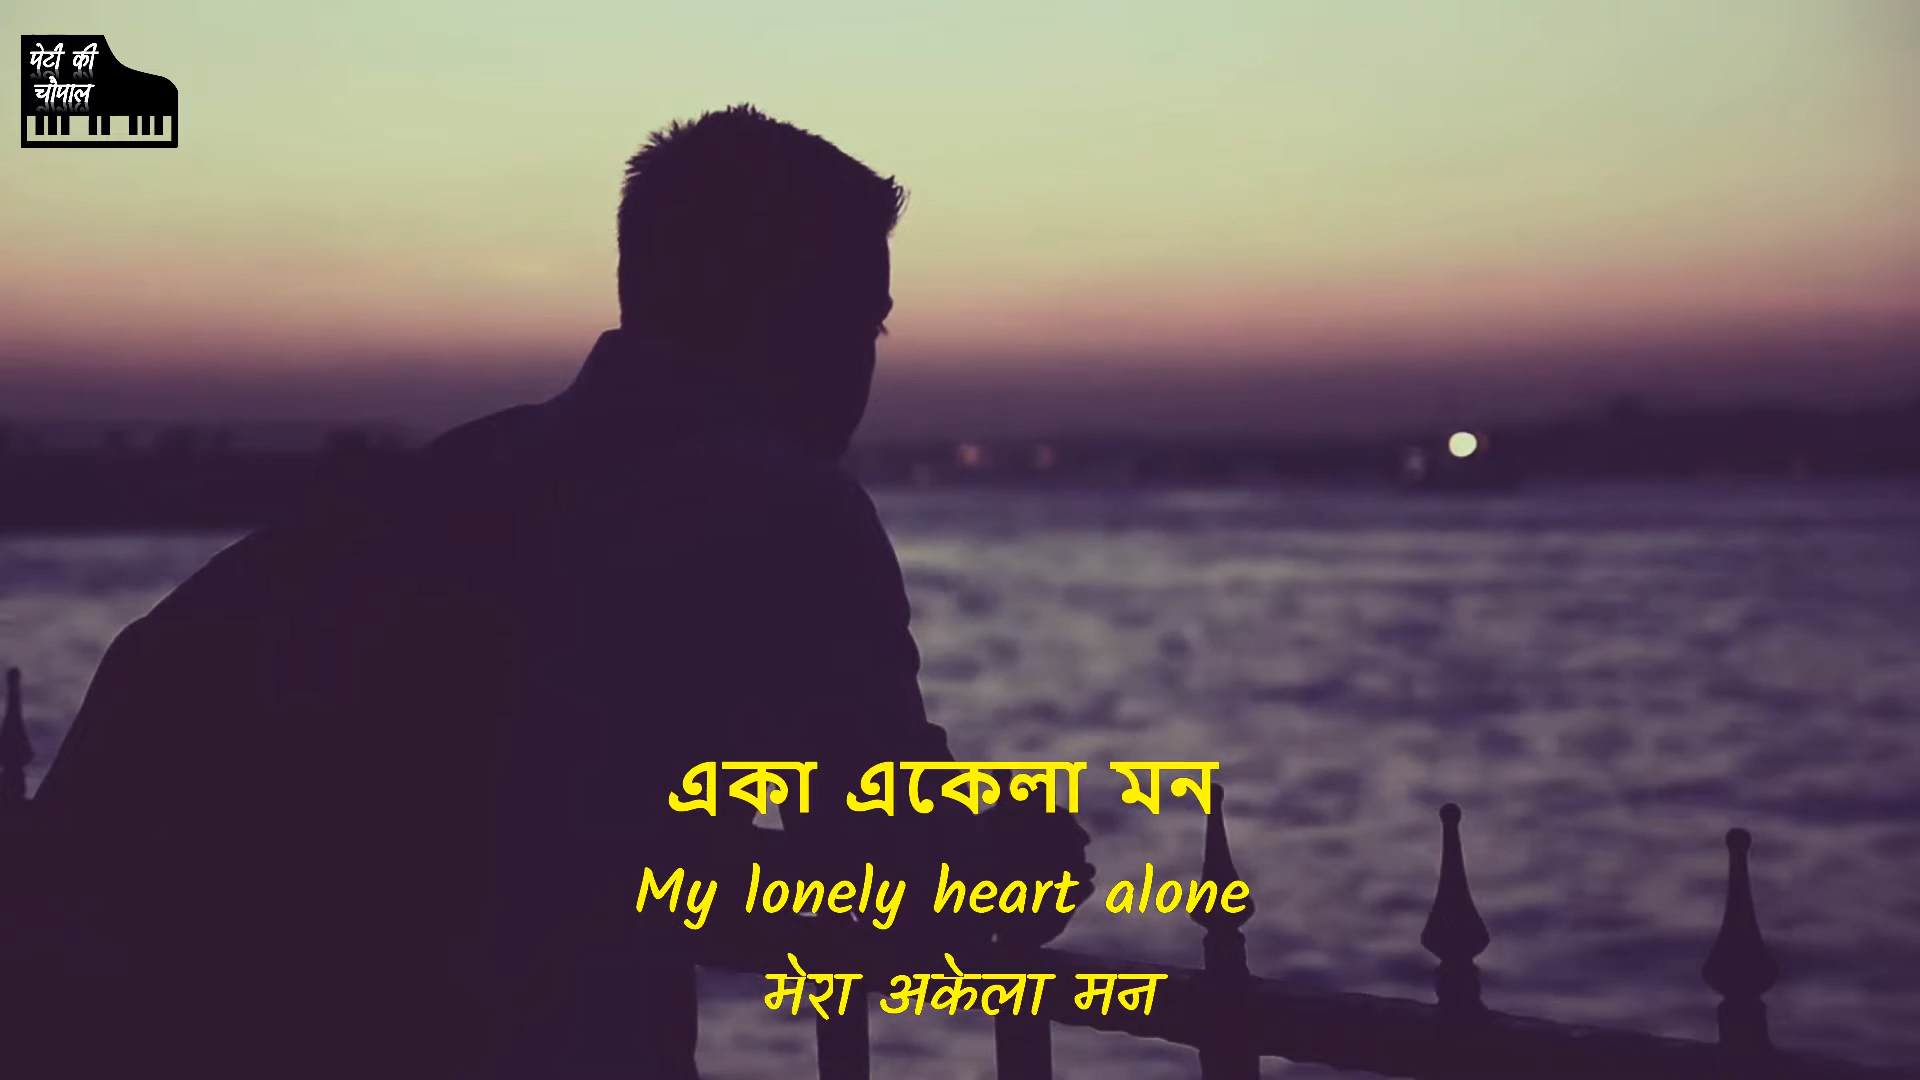 पेटी की
चौपाल
একা একেলা মন
My lonely heart alone
मेरा अकेला मन